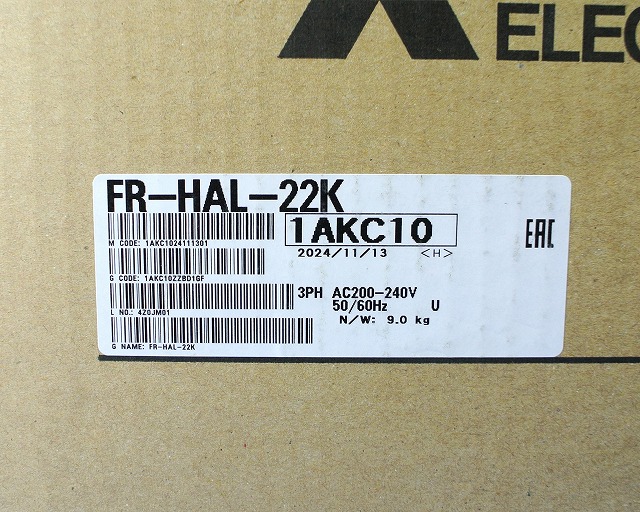 ELEC
FR-HAL-22K
1AKC10
M CODE: 1AKC1024111301
2024/11/13 <H>
EAC
G CODE: 1AKC10ZZBD1GF
3PH AC200-240V
L NO.: 4Z0JM01
50/60Hz U
N/W: 9.0 kg
G NAME: FR-HAL-22K